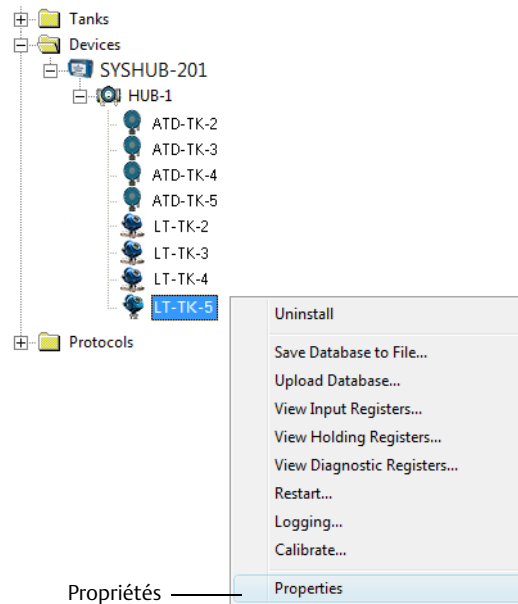 Tanks
Devices
SYSHUB-201
HUB-1
ATD-TK-2
ATD-TK-3
ATD-TK-4
ATD-TK-5
LT-TK-2
LT-TK-3
LT-TK-4
LT-TK-5
Uninstall
Protocols
Save Database to File...
Upload Database...
View Input Registers...
View Holding Registers...
View Diagnostic Registers...
Restart...
Logging...
Calibrate...
Propriétés Properties